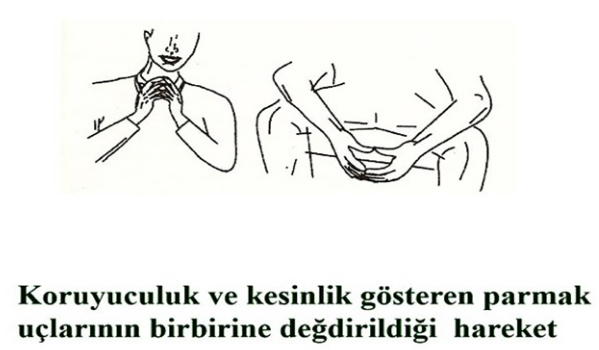 Koruyuculuk ve kesinlik gösteren parmak
uçlarının birbirine değdirildiği  hareket